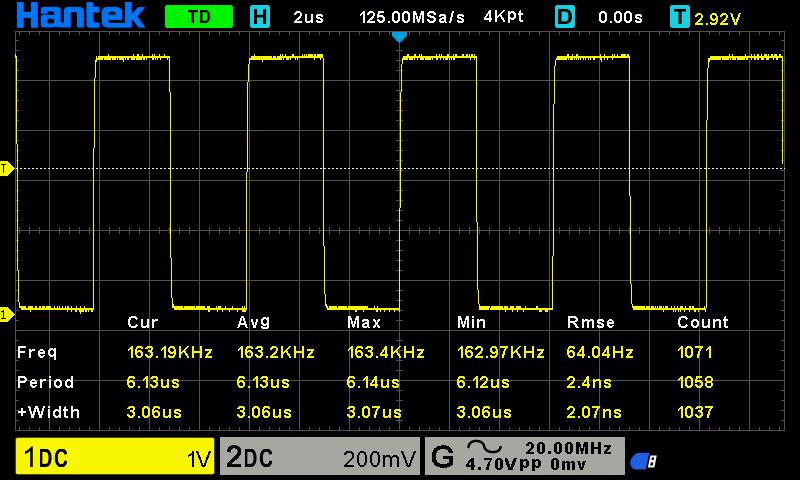 Hantek TD H 2us 125.00MSa/s 4Kpt D 0.00s T 2.92V
T
1
Cur Avg Max Min Rmse Count
Freq 163.19KHz 163.2KHz 163.4KHz 162.97KHz 64.04Hz 1071
Period 6.13us 6.13us 6.14us 6.12us 2.4ns 1058
+Width 3.06us 3.06us 3.07us 3.06us 2.07ns 1037
1DC 1V 2DC 200mV G 20.00MHz
4.70Vpp 0mv